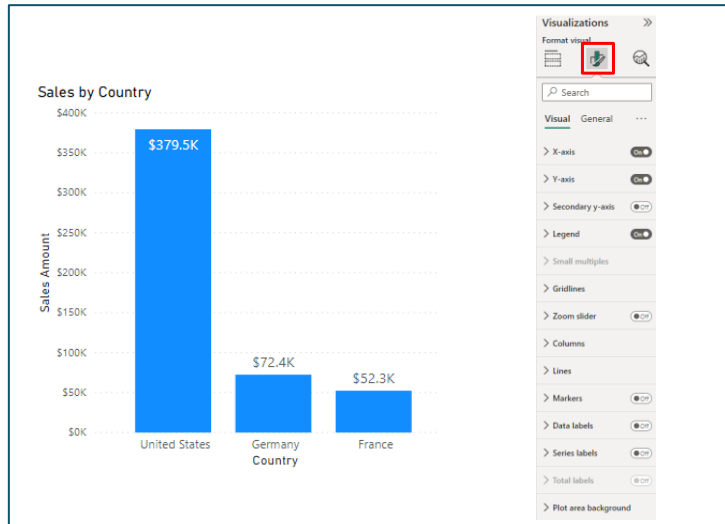 Visualizations
Format visual
Search
Visual General ...
X-axis On
Y-axis On
Secondary y-axis Off
Legend On
Small multiples
Gridlines
Zoom slider Off
Columns
Lines
Markers Off
Data labels Off
Series labels Off
Total labels Off
Plot area background
Sales by Country
$400K
$350K
$300K
$250K
$200K
$150K
$100K
$50K
$0K
Sales Amount
$379.5K
$72.4K
$52.3K
United States Germany France
Country